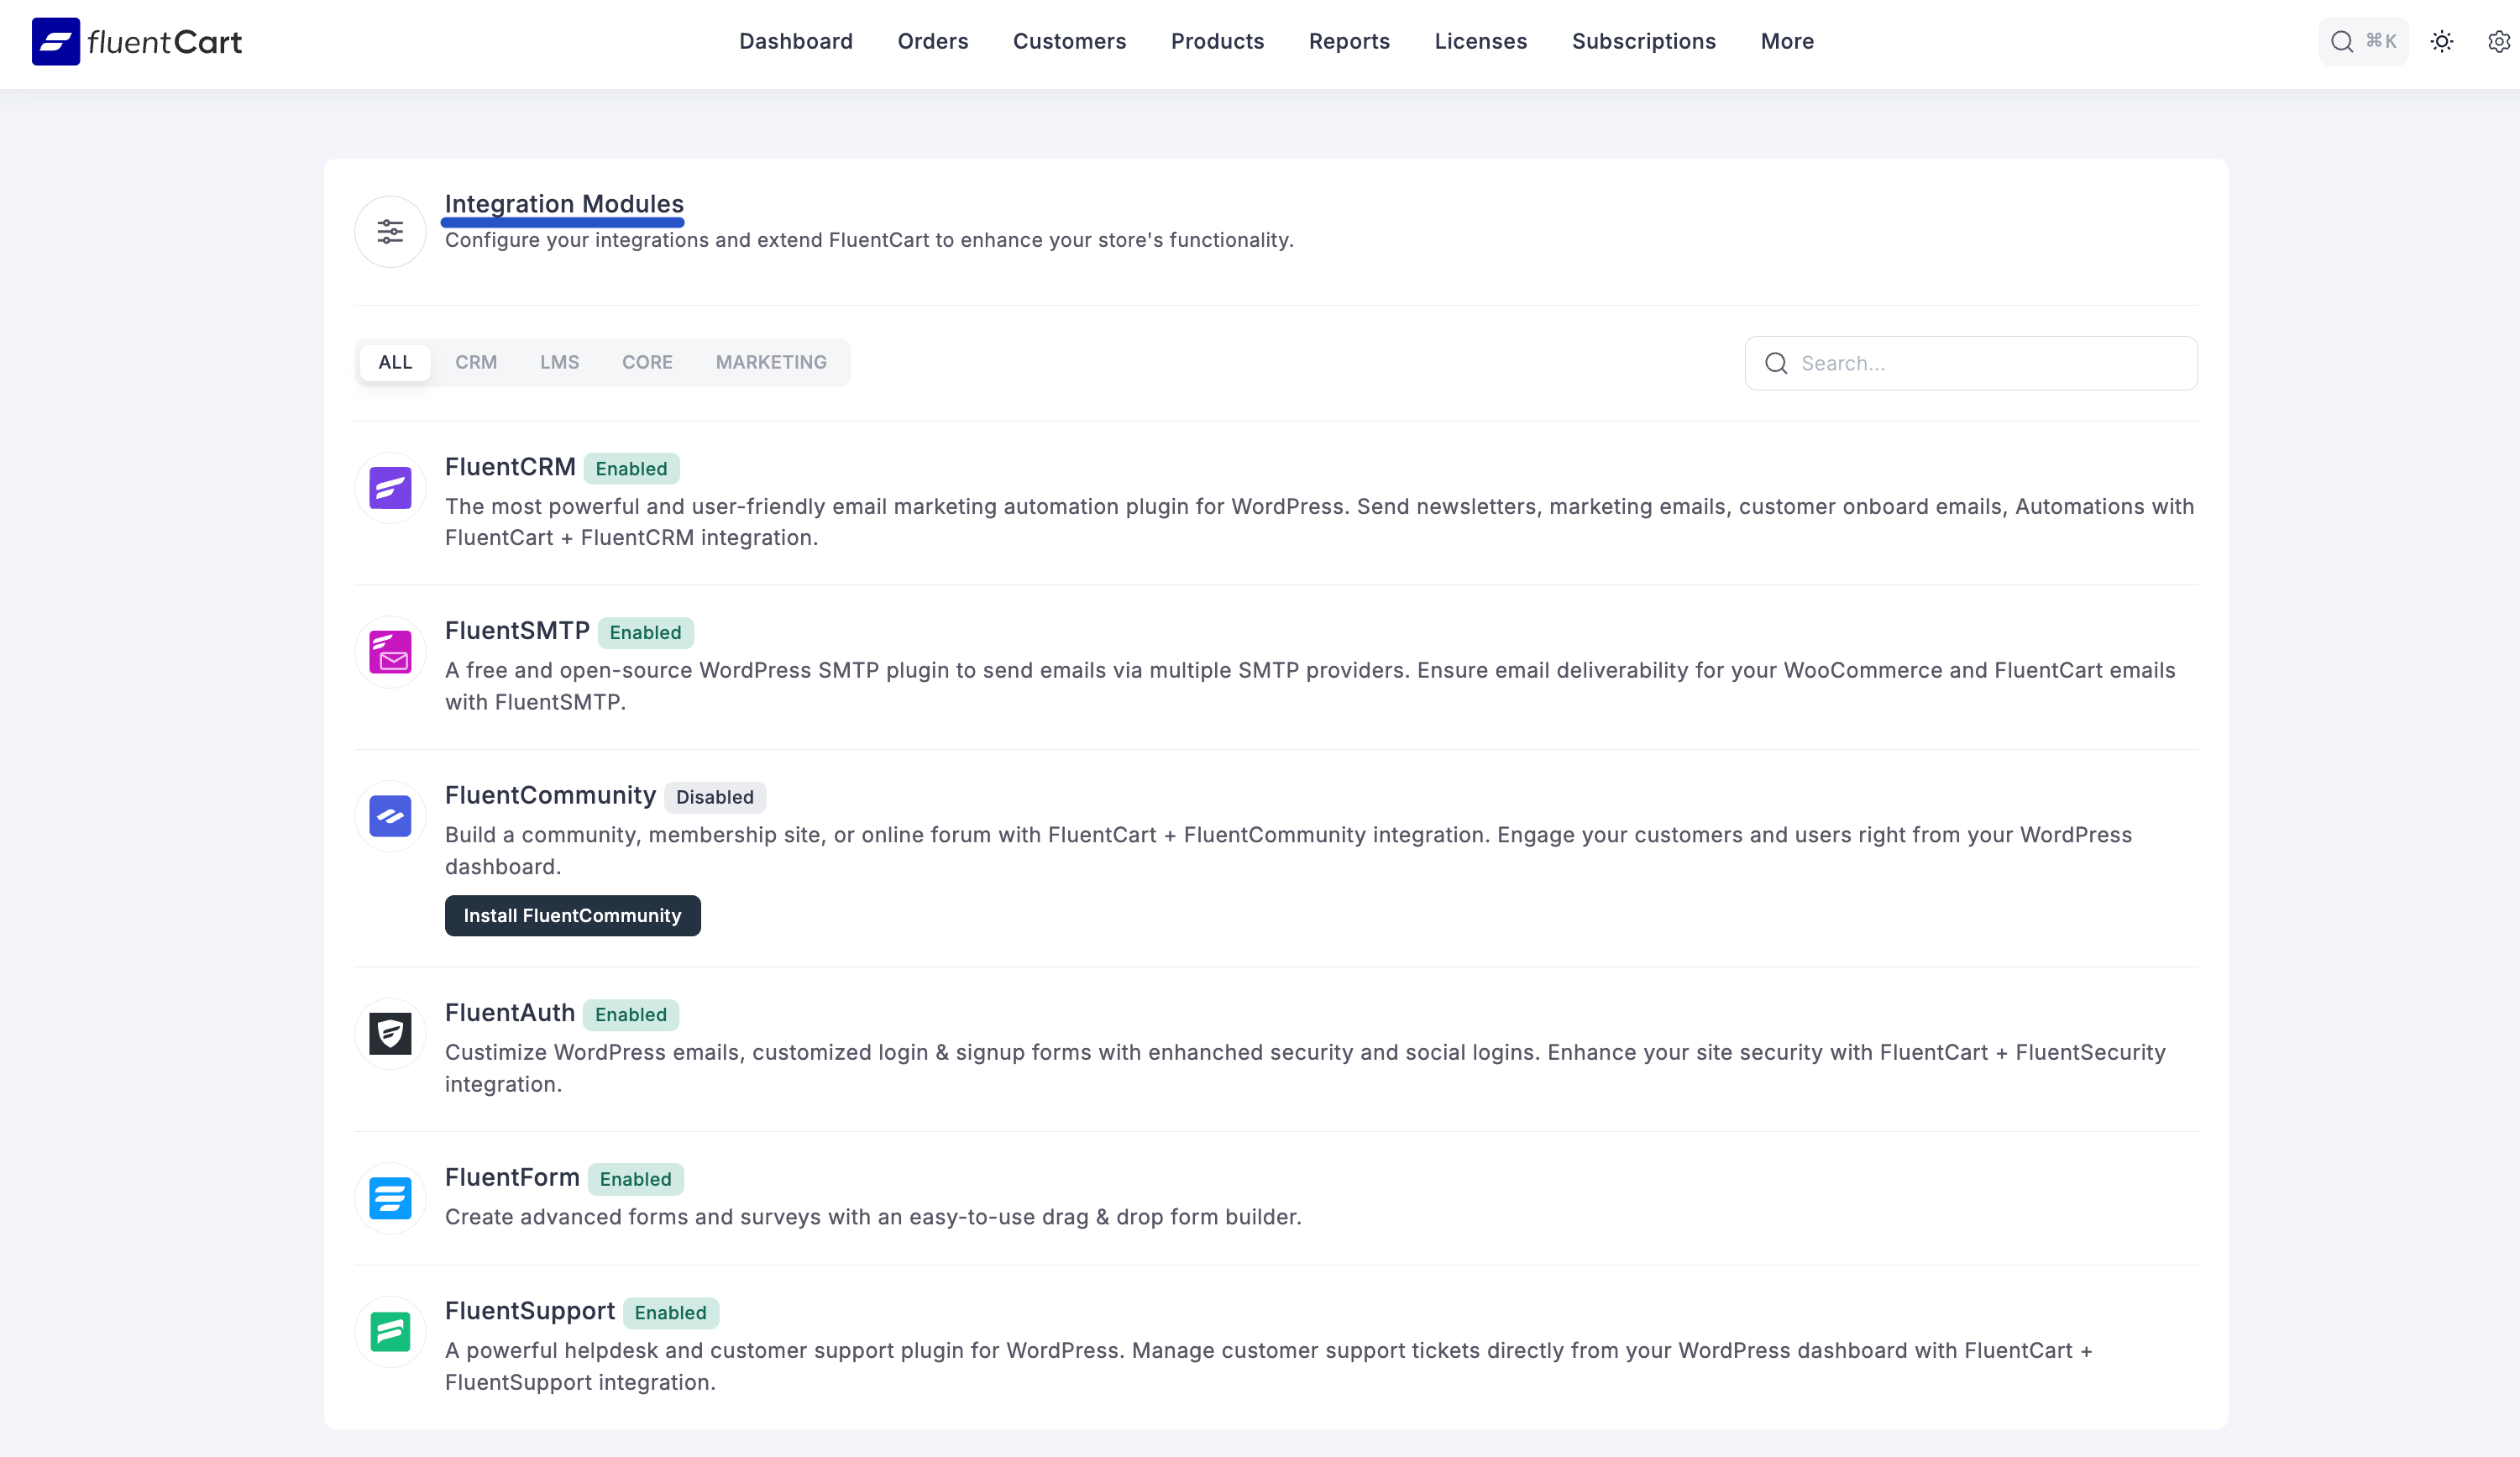 fluentCart
Dashboard
Orders
Customers
Products
Reports
Licenses
Subscriptions
More
⌘K
Integration Modules
Configure your integrations and extend FluentCart to enhance your store's functionality.
ALL
CRM
LMS
CORE
MARKETING
Search...
FluentCRM Enabled
The most powerful and user-friendly email marketing automation plugin for WordPress. Send newsletters, marketing emails, customer onboard emails, Automations with
FluentCart + FluentCRM integration.
FluentSMTP Enabled
A free and open-source WordPress SMTP plugin to send emails via multiple SMTP providers. Ensure email deliverability for your WooCommerce and FluentCart emails
with FluentSMTP.
FluentCommunity Disabled
Build a community, membership site, or online forum with FluentCart + FluentCommunity integration. Engage your customers and users right from your WordPress
dashboard.
Install FluentCommunity
FluentAuth Enabled
Custimize WordPress emails, customized login & signup forms with enhanched security and social logins. Enhance your site security with FluentCart + FluentSecurity
integration.
FluentForm Enabled
Create advanced forms and surveys with an easy-to-use drag & drop form builder.
FluentSupport Enabled
A powerful helpdesk and customer support plugin for WordPress. Manage customer support tickets directly from your WordPress dashboard with FluentCart +
FluentSupport integration.